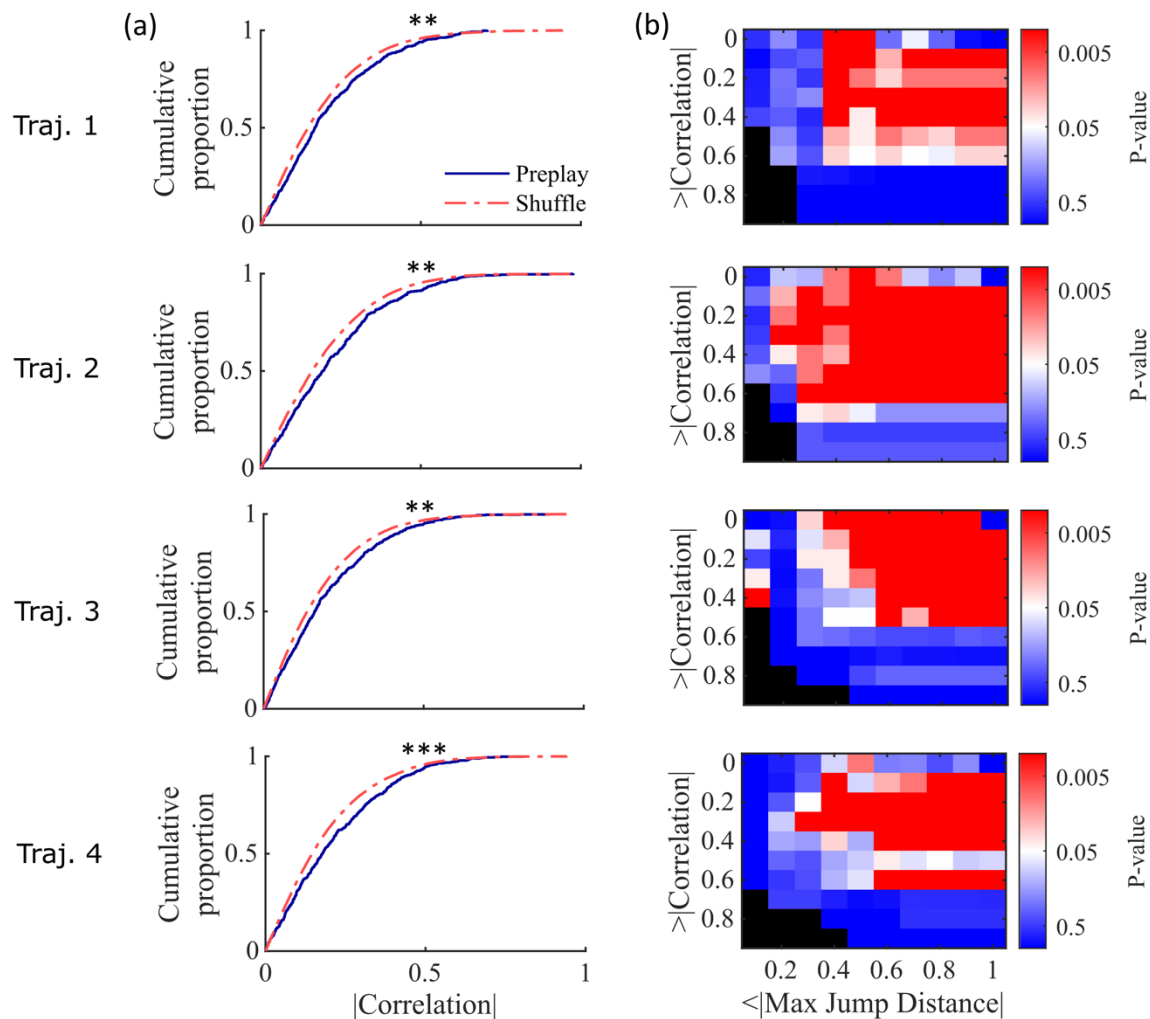 (a)
(b)
Traj. 1
Cumulative
proportion
1
0.5
1
0
0.5
1
**
Preplay
Shuffle
>|Correlation|
0
0.2
0.4
0.6
0.8
0.005
0.05
0.5
P-value
Traj. 2
Cumulative
proportion
1
1
0
**
>|Correlation|
0
0.2
0.4
0.6
0.8
0.005
0.05
0.5
P-value
Traj. 3
Cumulative
proportion
1
1
0
**
>|Correlation|
0
0.2
0.4
0.6
0.8
0.005
0.05
0.5
P-value
Traj. 4
Cumulative
proportion
1
0.5
0
***
0
0.5
1
|Correlation|
>|Correlation|
0
0.2
0.4
0.6
0.8
0.2
0.4
0.6
0.8
1
<|Max Jump Distance|
0.005
0.05
0.5
P-value